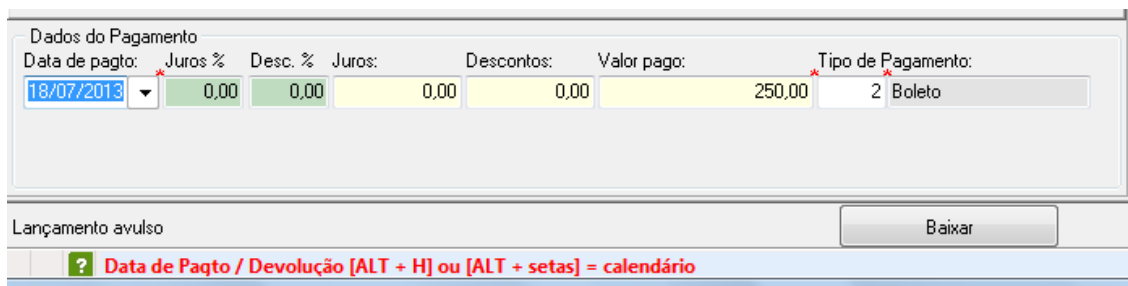 Dados do Pagamento
Data de pagto: Juros % Desc. % Juros: Descontos: Valor pago: Tipo de Pagamento:
18/07/2013 0,00 0,00 0,00 0,00 250,00 2 Boleto
Lançamento avulso Baixar
? Data de Pagto / Devolução [ALT + H] ou [ALT + setas] = calendário